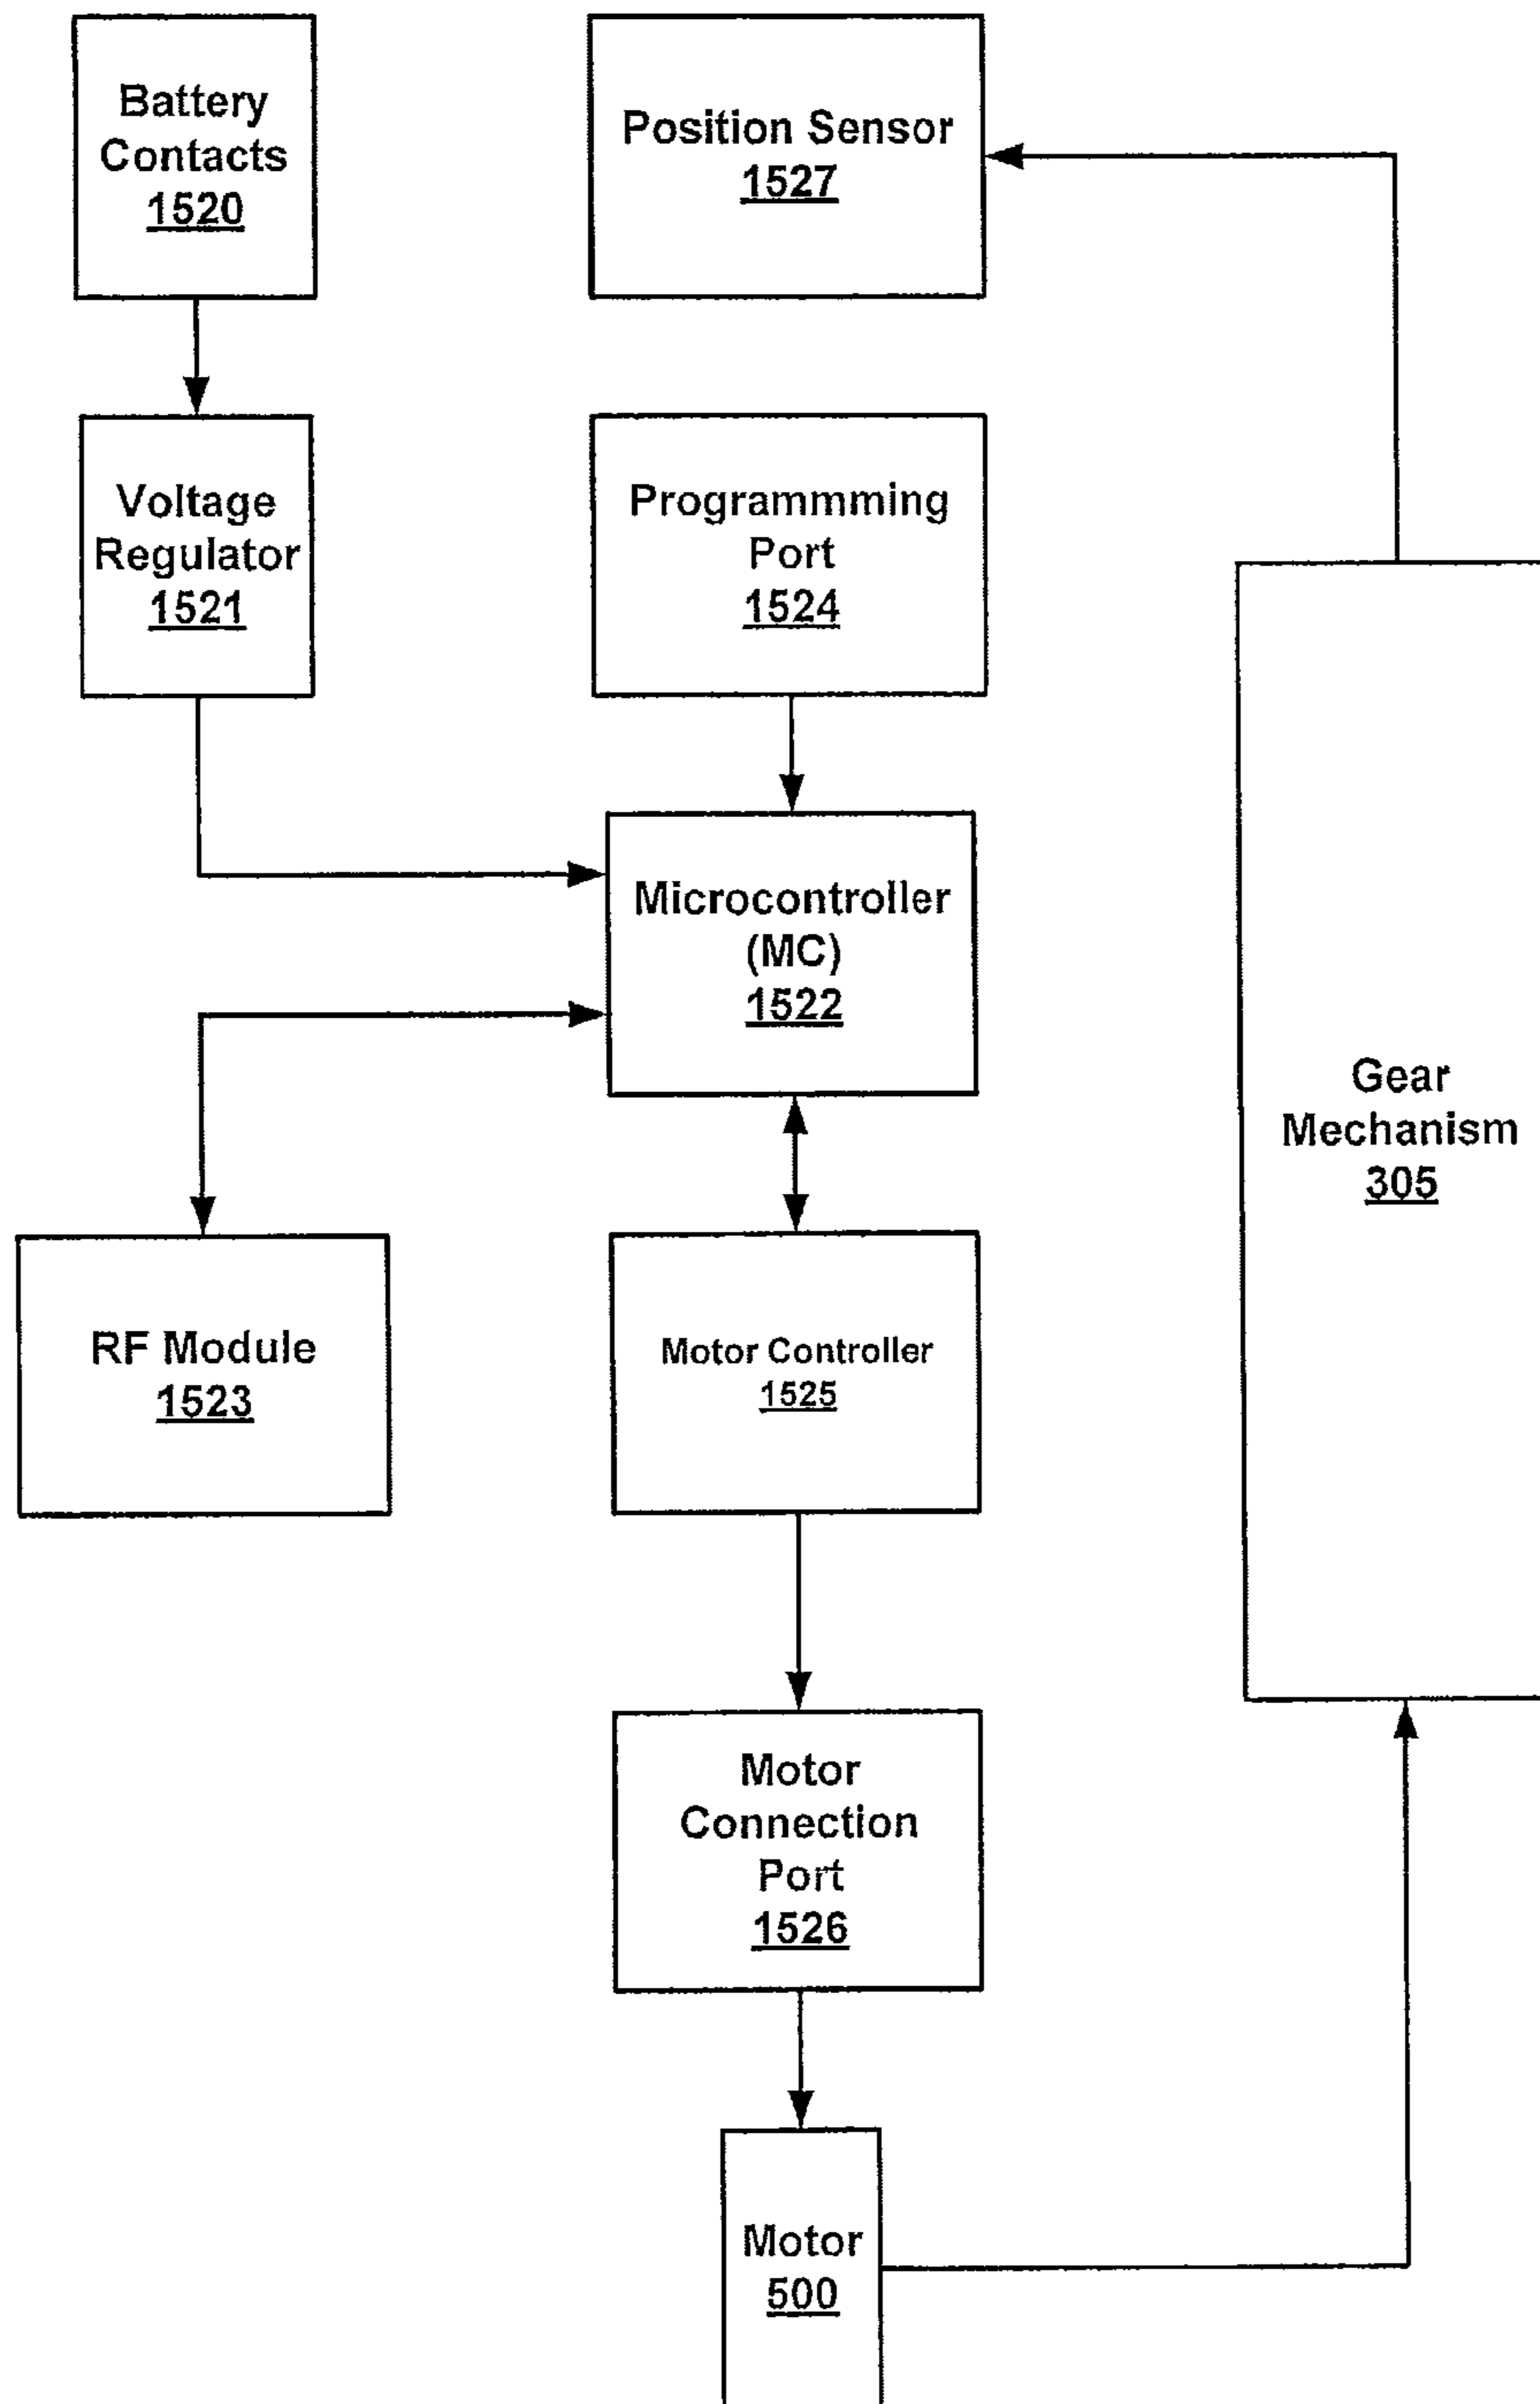 Battery
Contacts
1520
Position Sensor
1527
Voltage
Regulator
1521
Programmming
Port
1524
Microcontroller
(MC)
1522
Gear
Mechanism
305
RF Module
1523
Motor Controller
1525
Motor
Connection
Port
1526
Motor
500